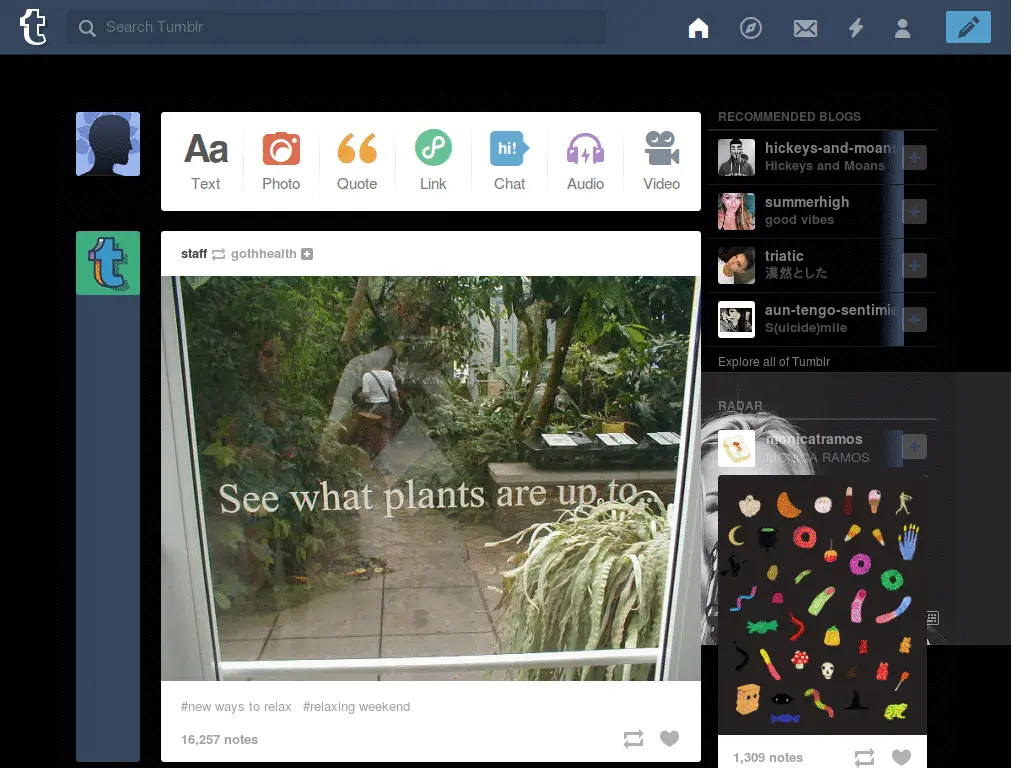 Search Tumblr
Aa
hi!
Text
Photo
Quote
Link
Chat
Audio
Video
staff gothhealth
See what plants are up to...
#new ways to relax #relaxing weekend
16,257 notes
RECOMMENDED BLOGS
hickeys-and-moans
Hickeys and Moans
summerhigh
good vibes
triatic
漠然とした
aun-tengo-sentimie
S(uicide)mile
Explore all of Tumblr
RADAR
monicatramos
MONICA RAMOS
1,309 notes